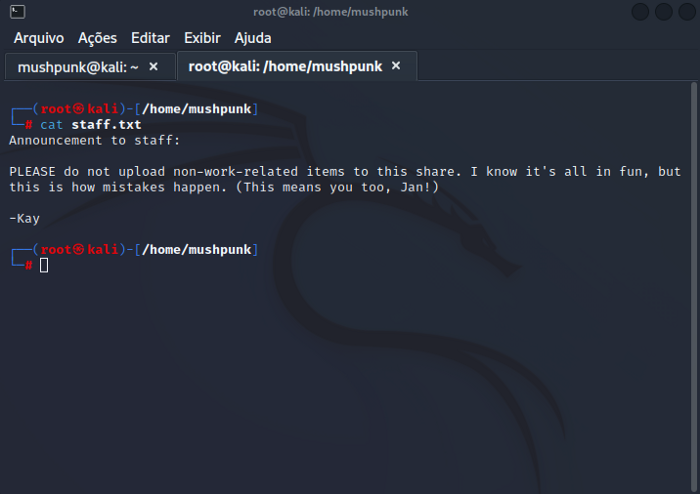 root@kali: /home/mushpunk
Arquivo Ações Editar Exibir Ajuda
mushpunk@kali: ~ × root@kali: /home/mushpunk ×
┌──(root㉿kali)-[/home/mushpunk]
└─# cat staff.txt
Announcement to staff:
PLEASE do not upload non-work-related items to this share. I know it's all in fun, but
this is how mistakes happen. (This means you too, Jan!)
-Kay
┌──(root㉿kali)-[/home/mushpunk]
└─#